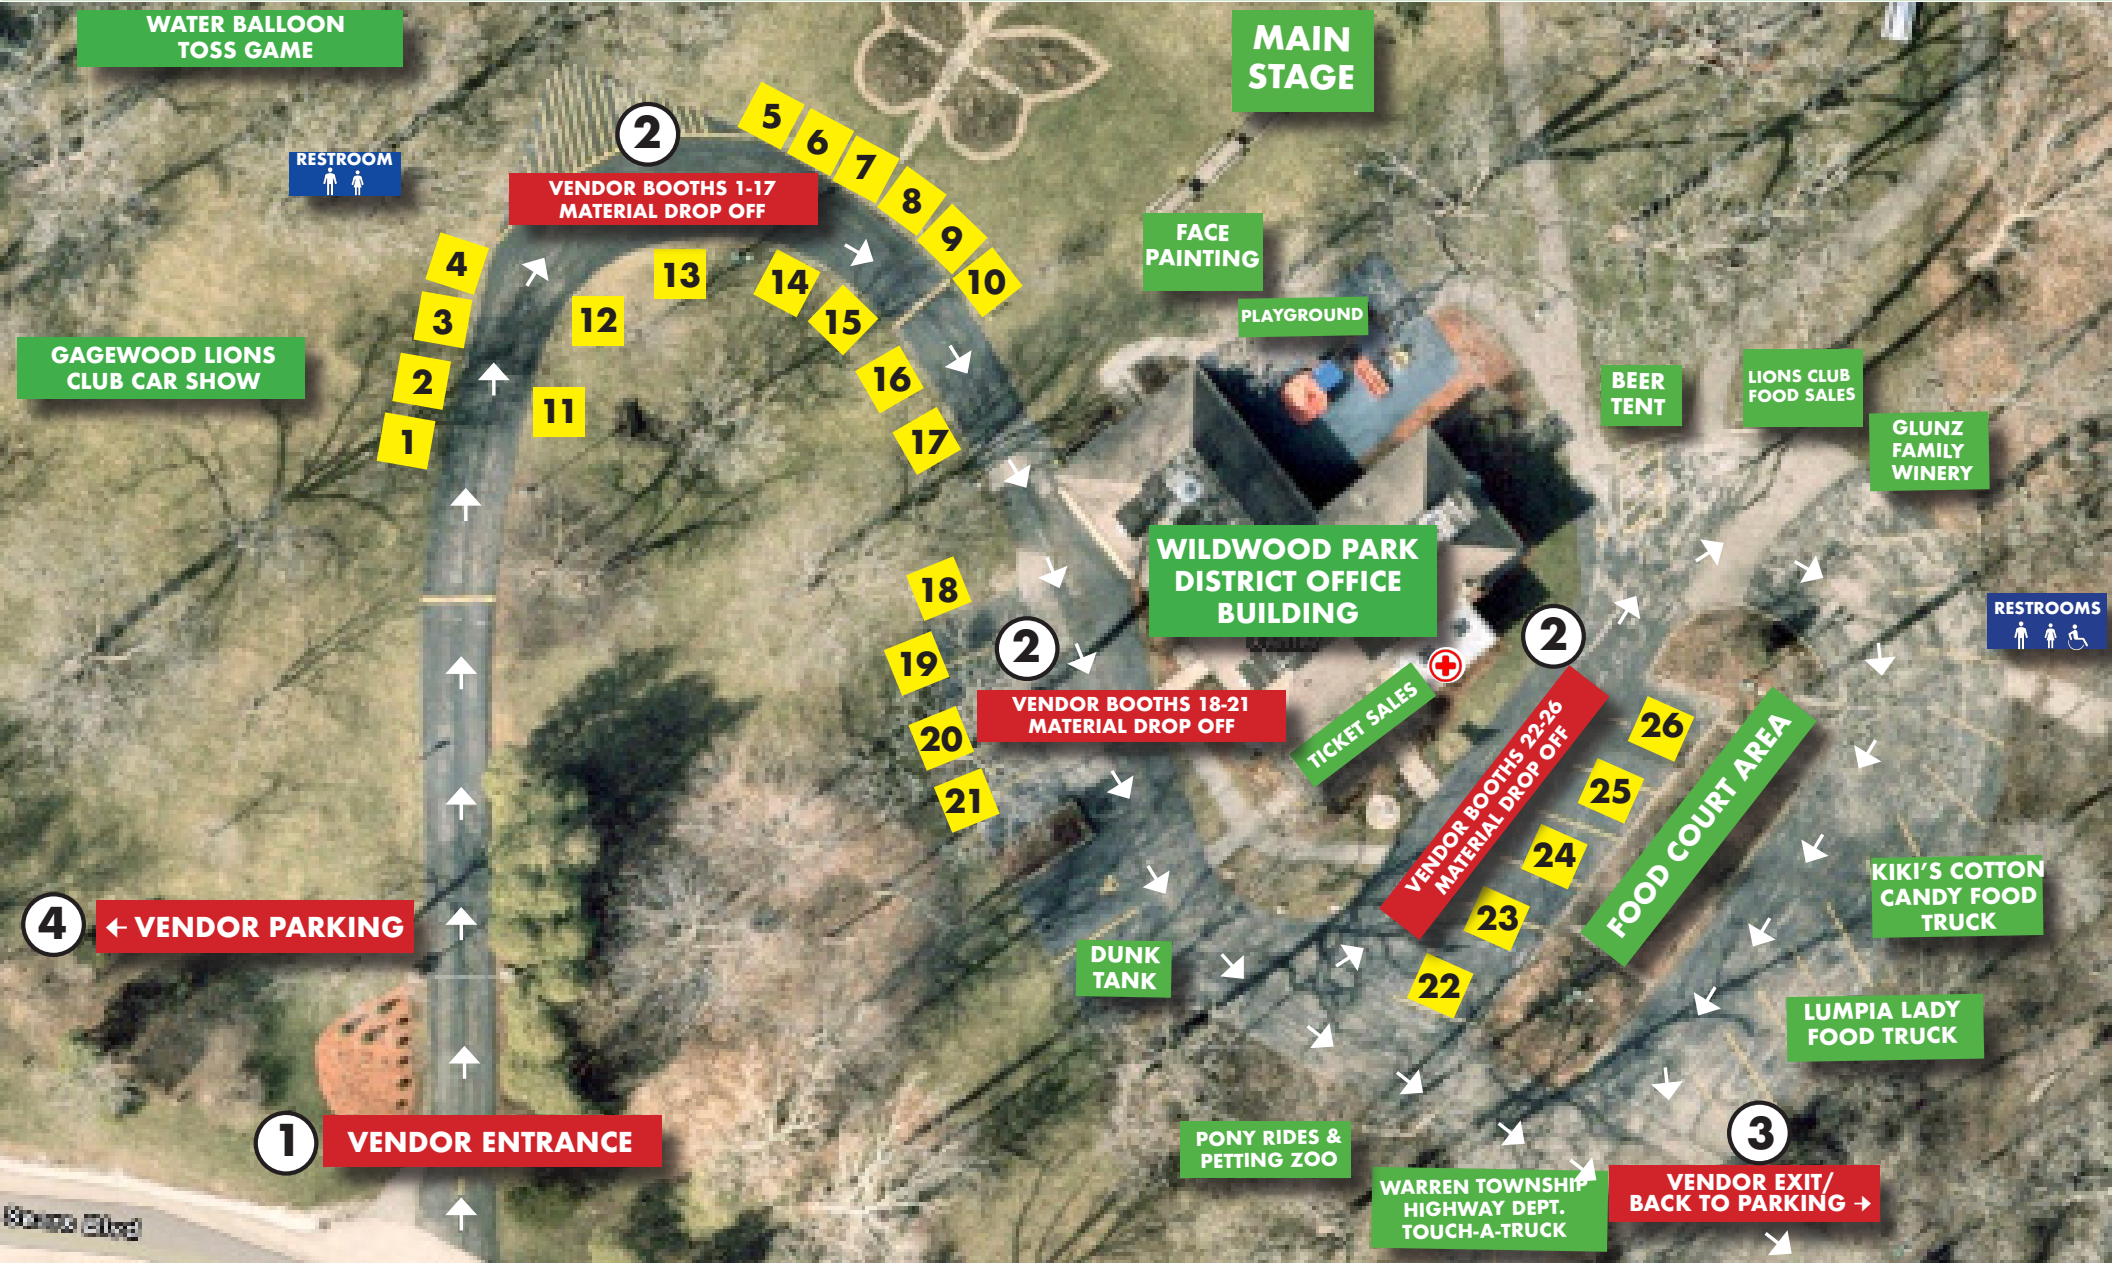 WATER BALLOON
TOSS GAME
MAIN
STAGE
RESTROOM
2
VENDOR BOOTHS 1-17
MATERIAL DROP OFF
5
6
7
8
9
10
FACE
PAINTING
PLAYGROUND
4
3
2
1
13
12
11
14
15
16
17
GAGEWOOD LIONS
CLUB CAR SHOW
BEER
TENT
LIONS CLUB
FOOD SALES
GLUNZ
FAMILY
WINERY
WILDWOOD PARK
DISTRICT OFFICE
BUILDING
18
19
20
21
2
VENDOR BOOTHS 18-21
MATERIAL DROP OFF
TICKET SALES
2
VENDOR BOOTHS 22-26
MATERIAL DROP OFF
26
25
24
23
22
FOOD COURT AREA
RESTROOMS
KIKI'S COTTON
CANDY FOOD
TRUCK
4
← VENDOR PARKING
DUNK
TANK
LUMPIA LADY
FOOD TRUCK
1
VENDOR ENTRANCE
PONY RIDES &
PETTING ZOO
WARREN TOWNSHIP
HIGHWAY DEPT.
TOUCH-A-TRUCK
3
VENDOR EXIT/
BACK TO PARKING →